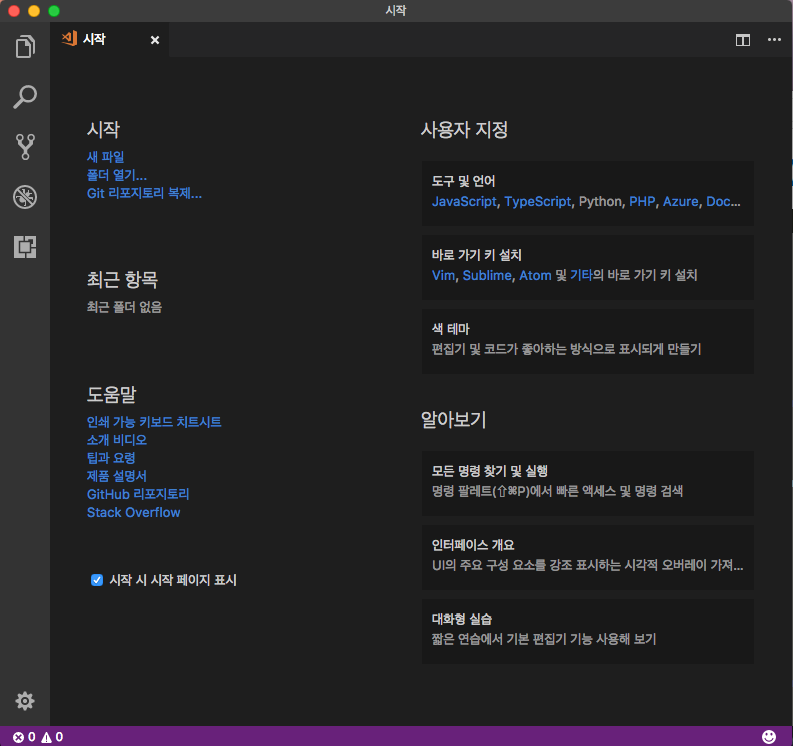 시작
시작
시작
새 파일
폴더 열기...
Git 리포지토리 복제...
최근 항목
최근 폴더 없음
도움말
인쇄 가능 키보드 치트시트
소개 비디오
팁과 요령
제품 설명서
GitHub 리포지토리
Stack Overflow
시작 시 시작 페이지 표시
사용자 지정
도구 및 언어
JavaScript, TypeScript, Python, PHP, Azure, Doc...
바로 가기 키 설치
Vim, Sublime, Atom 및 기타의 바로 가기 키 설치
색 테마
편집기 및 코드가 좋아하는 방식으로 표시되게 만들기
알아보기
모든 명령 찾기 및 실행
명령 팔레트(⇧⌘P)에서 빠른 액세스 및 명령 검색
인터페이스 개요
UI의 주요 구성 요소를 강조 표시하는 시각적 오버레이 가져...
대화형 실습
짧은 연습에서 기본 편집기 기능 사용해 보기
0 0